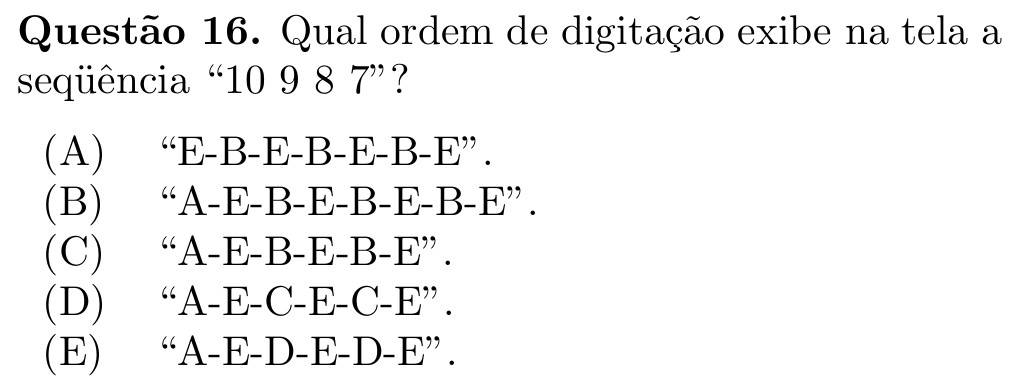 Questão 16. Qual ordem de digitação exibe na tela a
seqüência “10 9 8 7”?
(A) “E-B-E-B-E-B-E”.
(B) “A-E-B-E-B-E-B-E”.
(C) “A-E-B-E-B-E”.
(D) “A-E-C-E-C-E”.
(E) “A-E-D-E-D-E”.